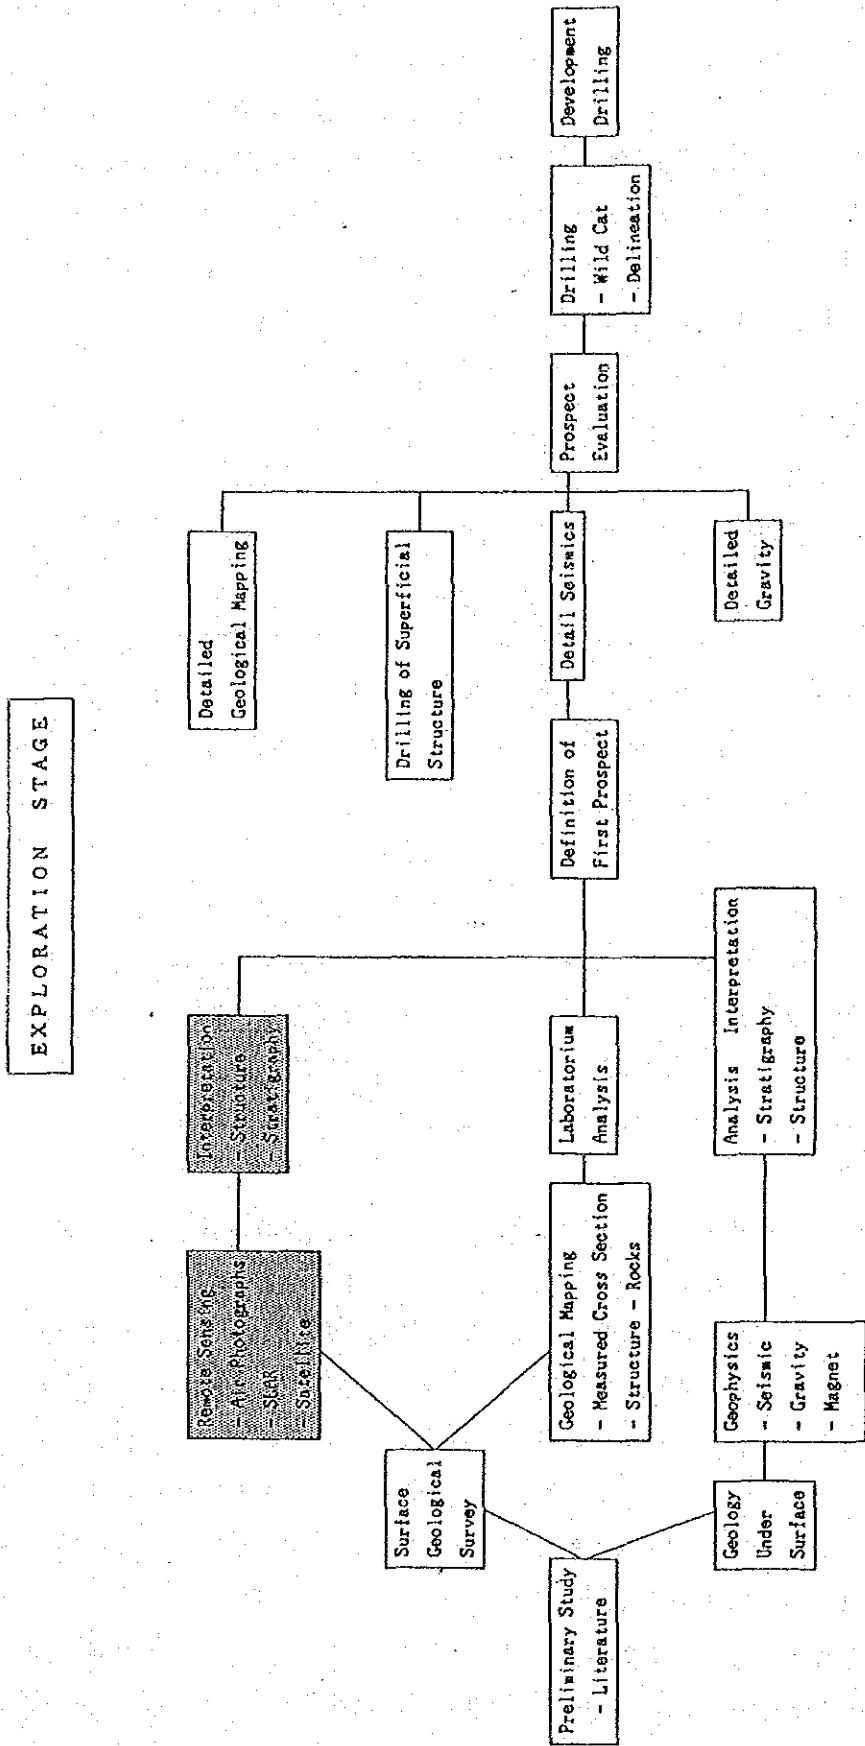 EXPLORATION STAGE
Preliminary Study
- Literature
Surface
Geological
Survey
Geology
Under
Surface
Remote Sensing
- Air Photographs
- SLAR
- Satellite
Geological Mapping
- Measured Cross Section
- Structure - Rocks
Geophysics
- Seismic
- Gravity
- Magnet
Interpretation
- Structure
- Stratigraphy
Laboratorium
Analysis
Analysis Interpretation
- Stratigraphy
- Structure
Definition of
First Prospect
Detailed
Geological Mapping
Drilling of Superficial
Structure
Detail Seismics
Detailed
Gravity
Prospect
Evaluation
Drilling
- Wild Cat
- Delineation
Development
Drilling